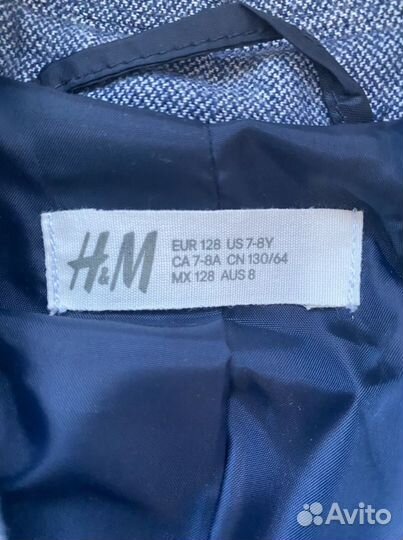 H&M
EUR 128 US 7-8Y
CA 7-8A CN 130/64
MX 128 AUS 8
Avito